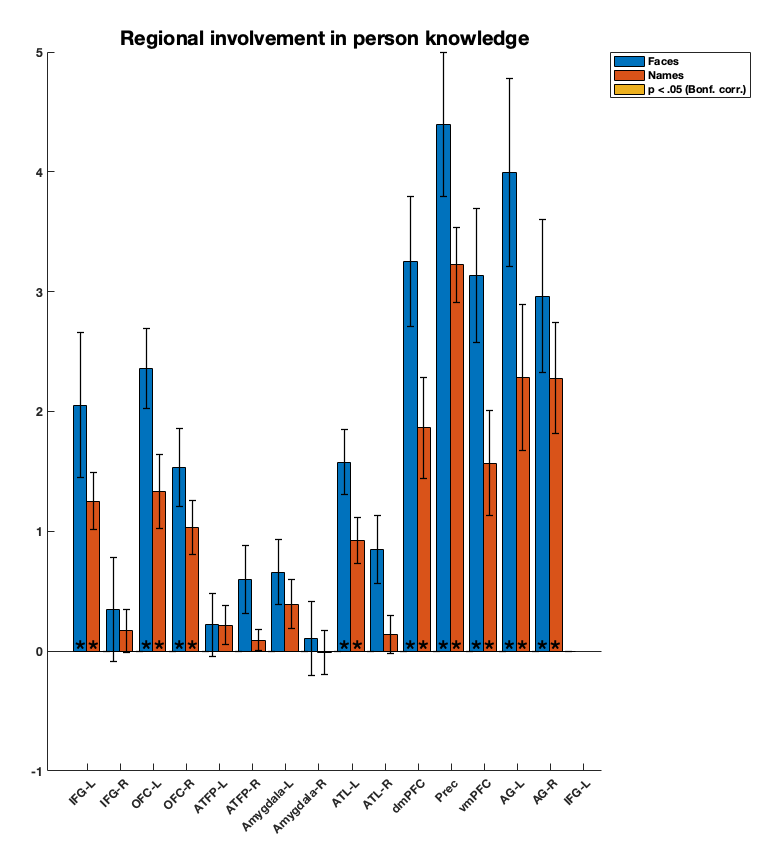 Regional involvement in person knowledge
Faces
Names
p < .05 (Bonf. corr.)
5
4
3
2
1
0
-1
* * * * * * * * * * * * * * * * * *
IFG-L
IFG-R
OFC-L
OFC-R
ATFP-L
ATFP-R
Amygdala-L
Amygdala-R
ATL-L
ATL-R
dmPFC
Prec
vmPFC
AG-L
AG-R
IFG-L